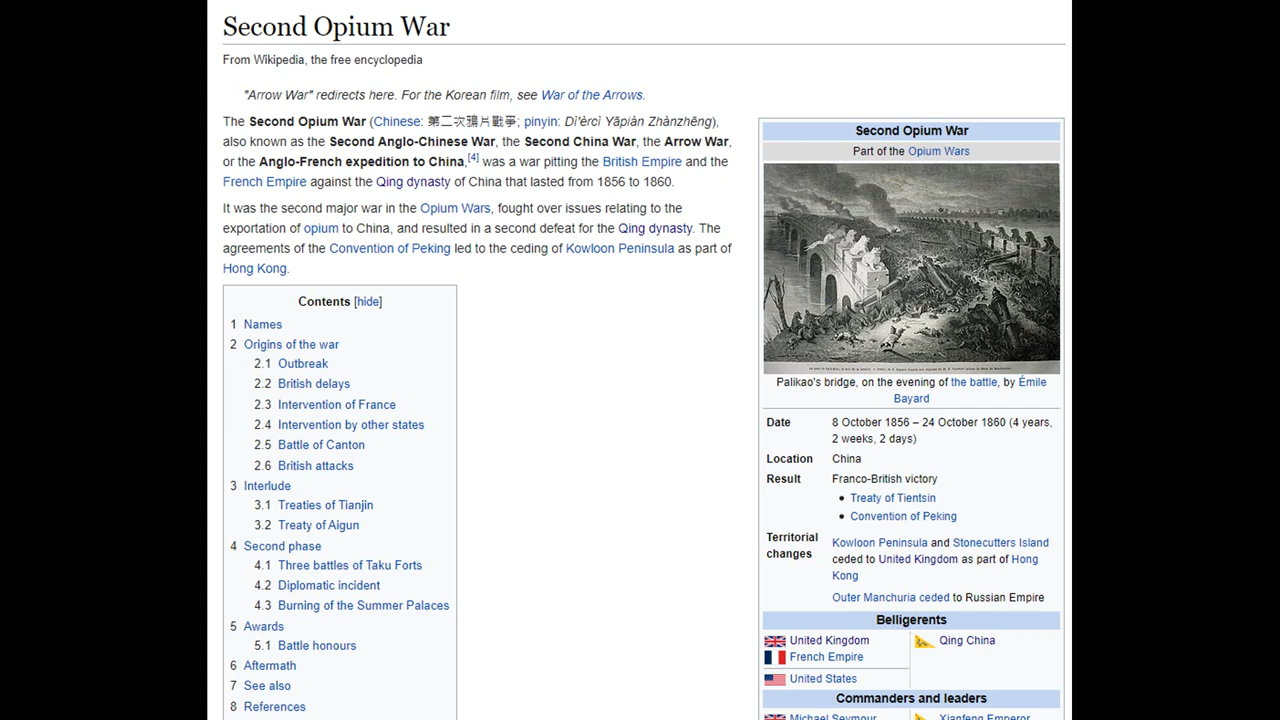 Second Opium War
From Wikipedia, the free encyclopedia
"Arrow War" redirects here. For the Korean film, see War of the Arrows.
The Second Opium War (Chinese: 第二次鴉片戰爭; pinyin: Dì'èrcì Yāpiàn Zhànzhēng),
also known as the Second Anglo-Chinese War, the Second China War, the Arrow War,
or the Anglo-French expedition to China,[4] was a war pitting the British Empire and the
French Empire against the Qing dynasty of China that lasted from 1856 to 1860.
It was the second major war in the Opium Wars, fought over issues relating to the
exportation of opium to China, and resulted in a second defeat for the Qing dynasty. The
agreements of the Convention of Peking led to the ceding of Kowloon Peninsula as part of
Hong Kong.
Contents [hide]
1 Names
2 Origins of the war
2.1 Outbreak
2.2 British delays
2.3 Intervention of France
2.4 Intervention by other states
2.5 Battle of Canton
2.6 British attacks
3 Interlude
3.1 Treaties of Tianjin
3.2 Treaty of Aigun
4 Second phase
4.1 Three battles of Taku Forts
4.2 Diplomatic incident
4.3 Burning of the Summer Palaces
5 Awards
5.1 Battle honours
6 Aftermath
7 See also
8 References
Second Opium War
Part of the Opium Wars
Palikao's bridge, on the evening of the battle, by Émile
Bayard
Date 8 October 1856 – 24 October 1860 (4 years,
2 weeks, 2 days)
Location China
Result Franco-British victory
• Treaty of Tientsin
• Convention of Peking
Territorial changes Kowloon Peninsula and Stonecutters Island
ceded to United Kingdom as part of Hong
Kong
Outer Manchuria ceded to Russian Empire
Belligerents
United Kingdom Qing China
French Empire
United States
Commanders and leaders
Michael Seymour Xianfeng Emperor